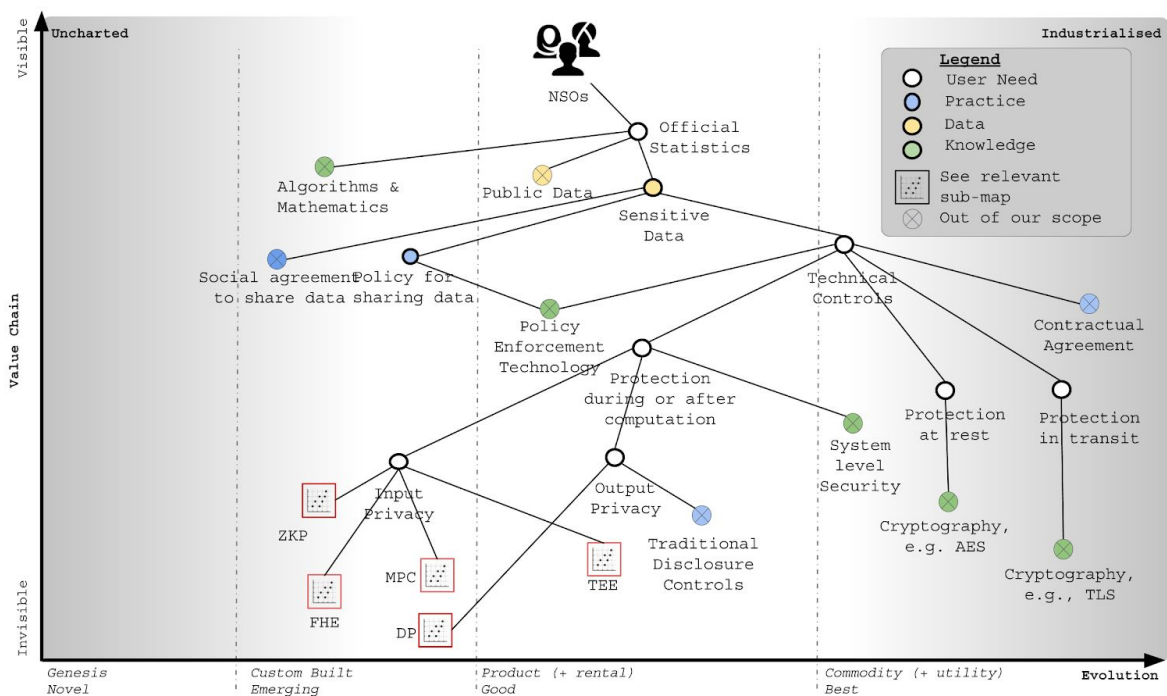 Visible
Value Chain
Invisible
Uncharted
Industrialised
NSOs
Legend
User Need
Practice
Data
Knowledge
See relevant
sub-map
Out of our scope
Official
Statistics
Algorithms &
Mathematics
Public Data
Sensitive
Data
Social agreement
to share data
Policy for
sharing data
Technical
Controls
Policy
Enforcement
Technology
Contractual
Agreement
Protection
during or after
computation
Protection
at rest
Protection
in transit
System
level
Security
Input
Privacy
Output
Privacy
ZKP
FHE
MPC
DP
TEE
Traditional
Disclosure
Controls
Cryptography,
e.g. AES
Cryptography,
e.g., TLS
Genesis
Novel
Custom Built
Emerging
Product (+ rental)
Good
Commodity (+ utility)
Best
Evolution